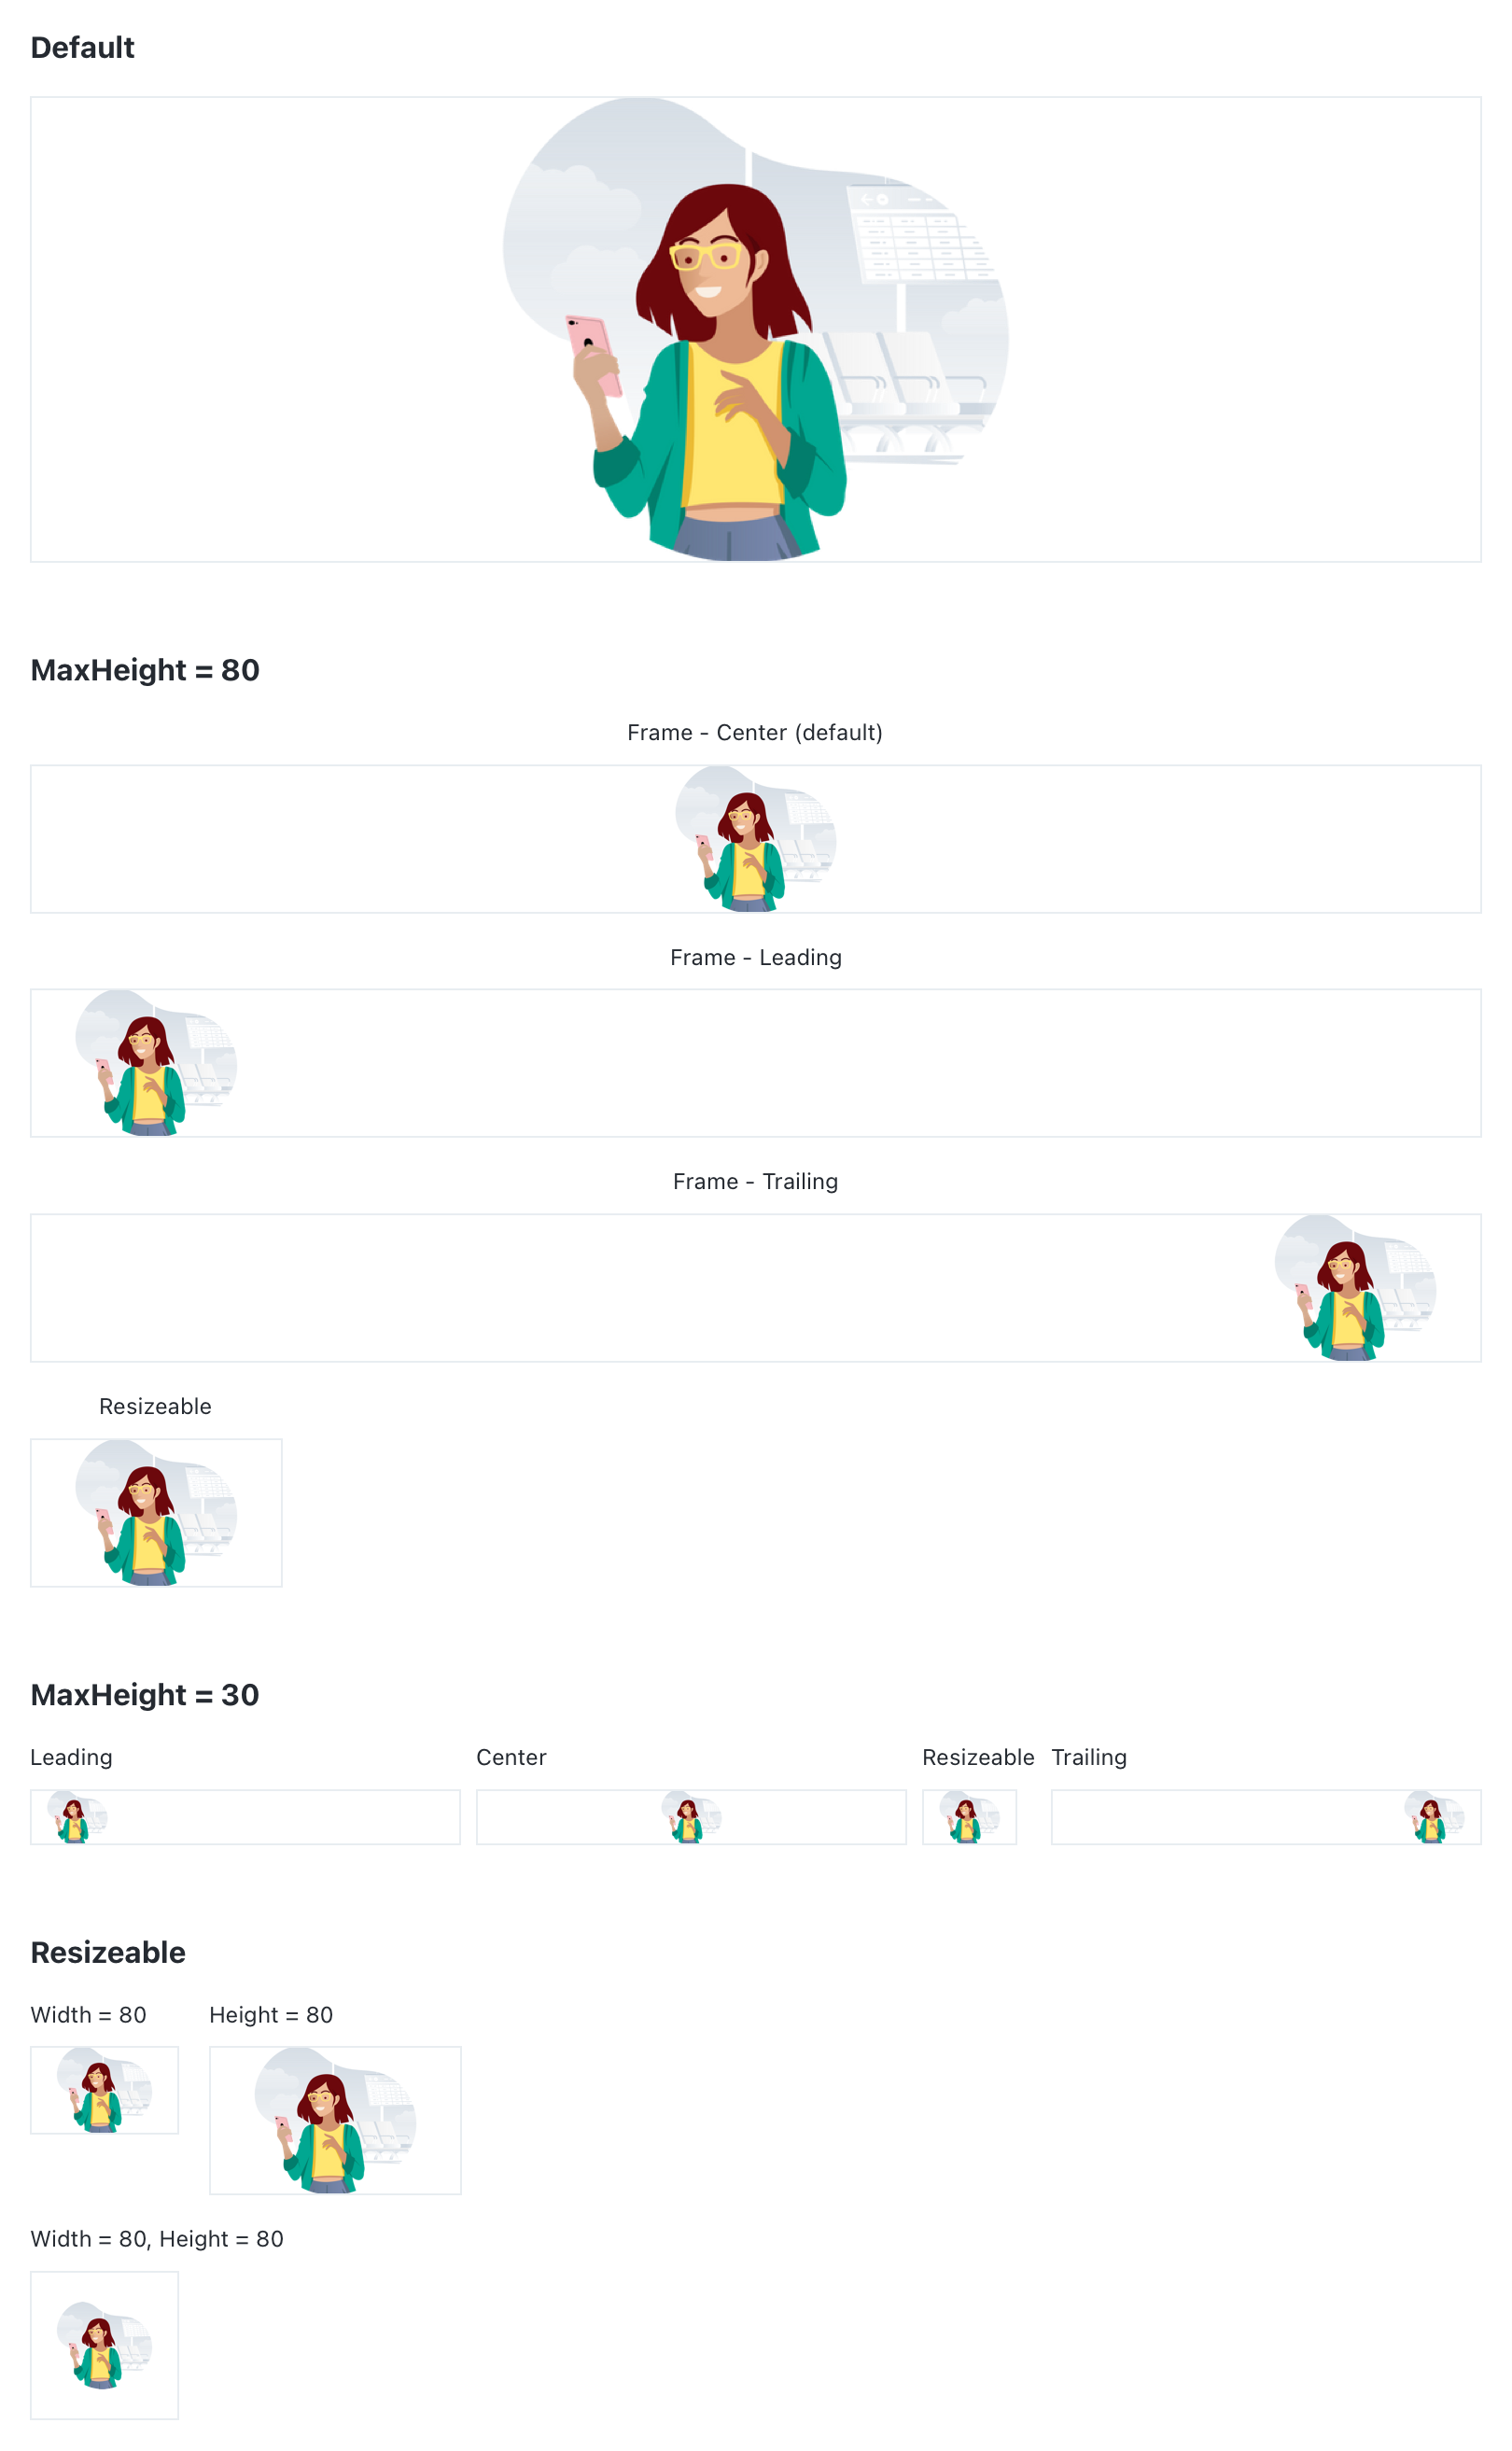 Default
MaxHeight = 80
Frame - Center (default)
Frame - Leading
Frame - Trailing
Resizeable
MaxHeight = 30
Leading Center Resizeable Trailing
Resizeable
Width = 80 Height = 80
Width = 80, Height = 80